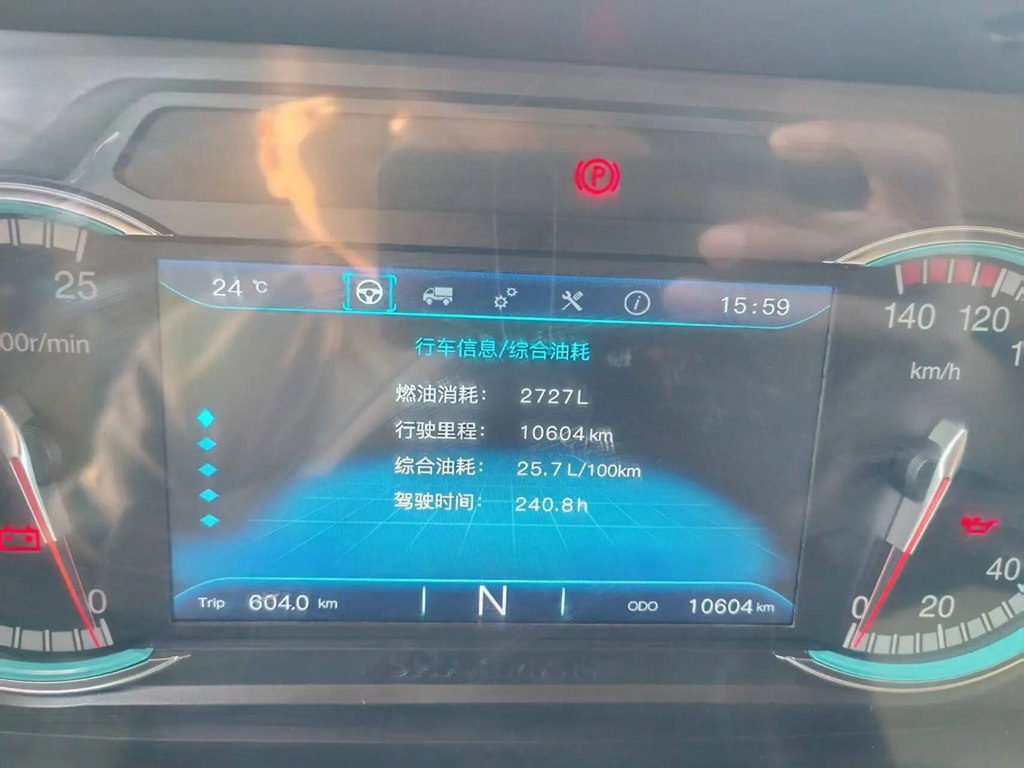 P
24 ℃
15:59
行车信息/综合油耗
燃油消耗: 2727L
行驶里程: 10604km
综合油耗: 25.7L/100km
驾驶时间: 240.8h
Trip 604.0 km
N
ODO 10604km
25
00r/min
0
140 120
km/h
0 20 40